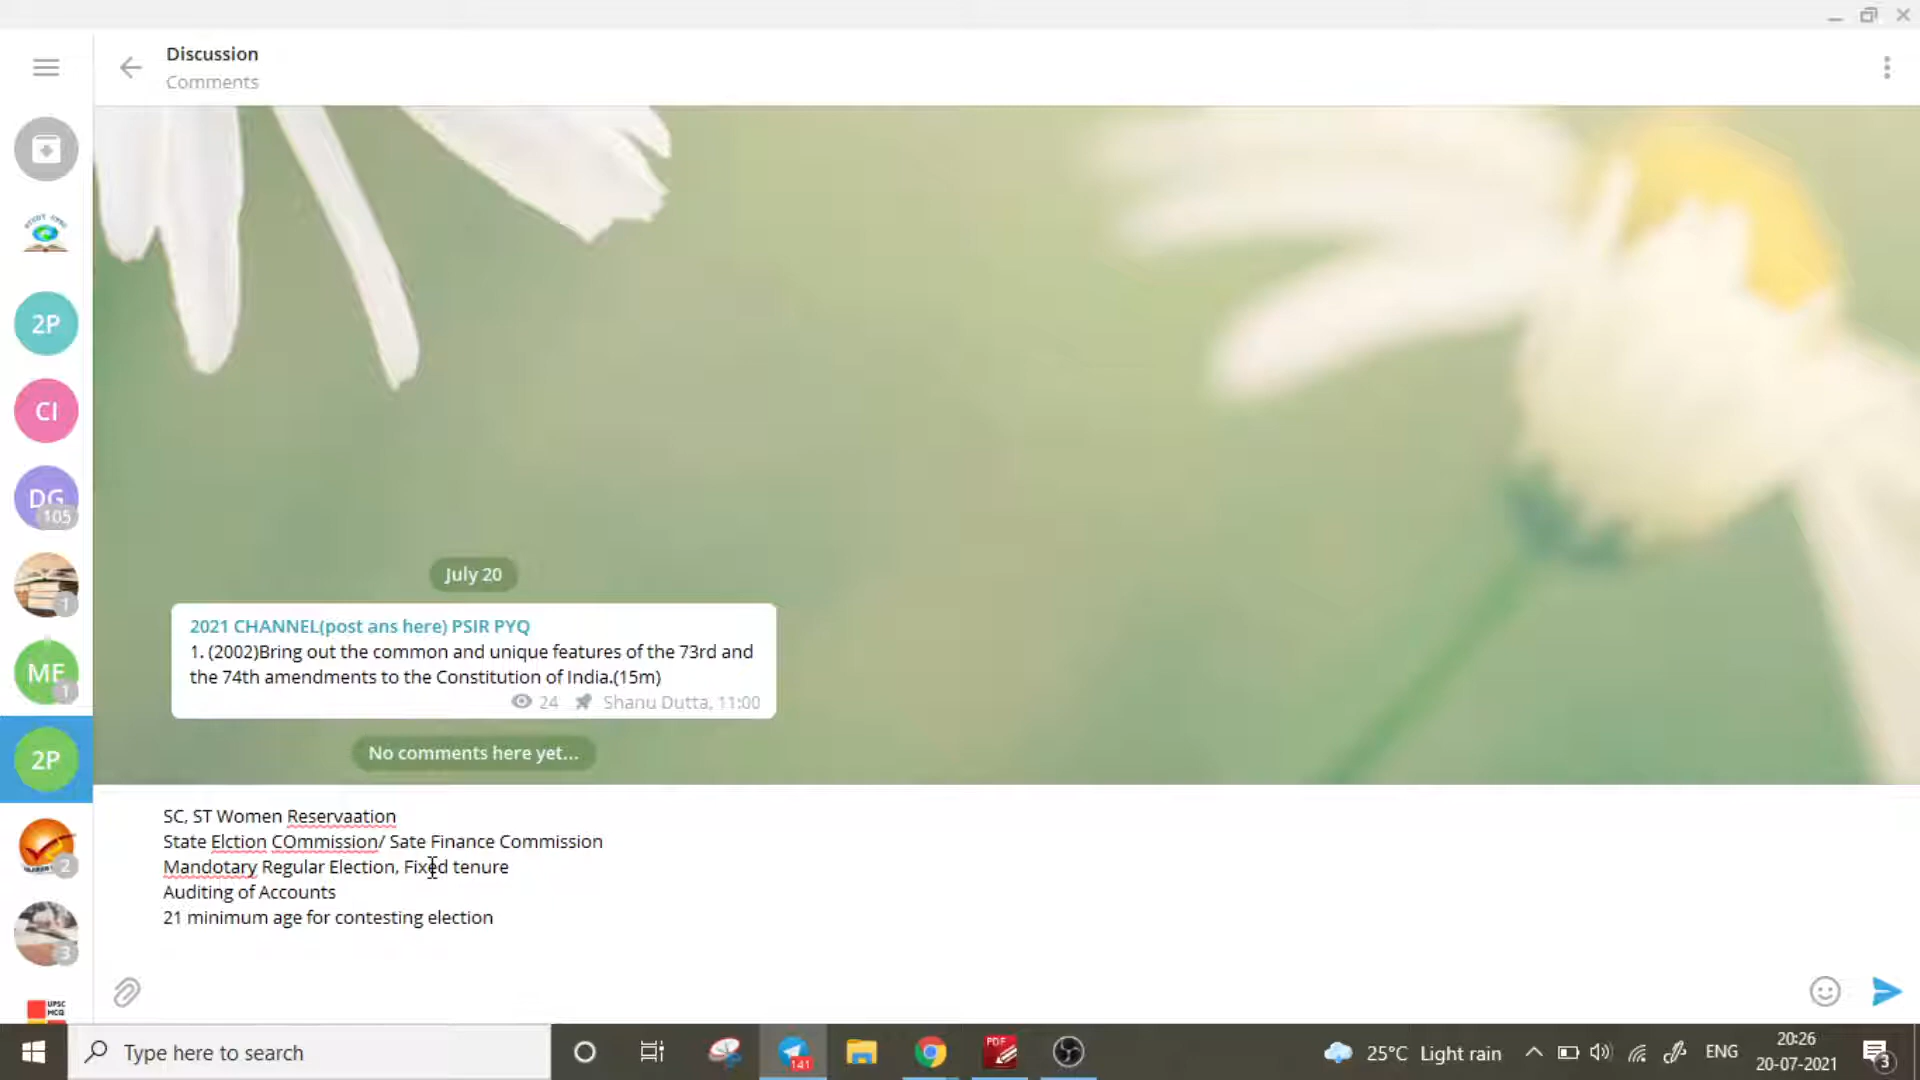 Discussion
Comments
2P
CI
DG
105
1
MF
1
2P
2
3
UPSC
MCQ
July 20
2021 CHANNEL(post ans here) PSIR PYQ
1. (2002)Bring out the common and unique features of the 73rd and
the 74th amendments to the Constitution of India.(15m)
24 Shanu Dutta, 11:00
No comments here yet...
SC, ST Women Reservaation
State Elction COmmission/ Sate Finance Commission
Mandotary Regular Election, Fixed tenure
Auditing of Accounts
21 minimum age for contesting election
Type here to search
141
PDF
25°C Light rain
ENG
20:26
20-07-2021
3